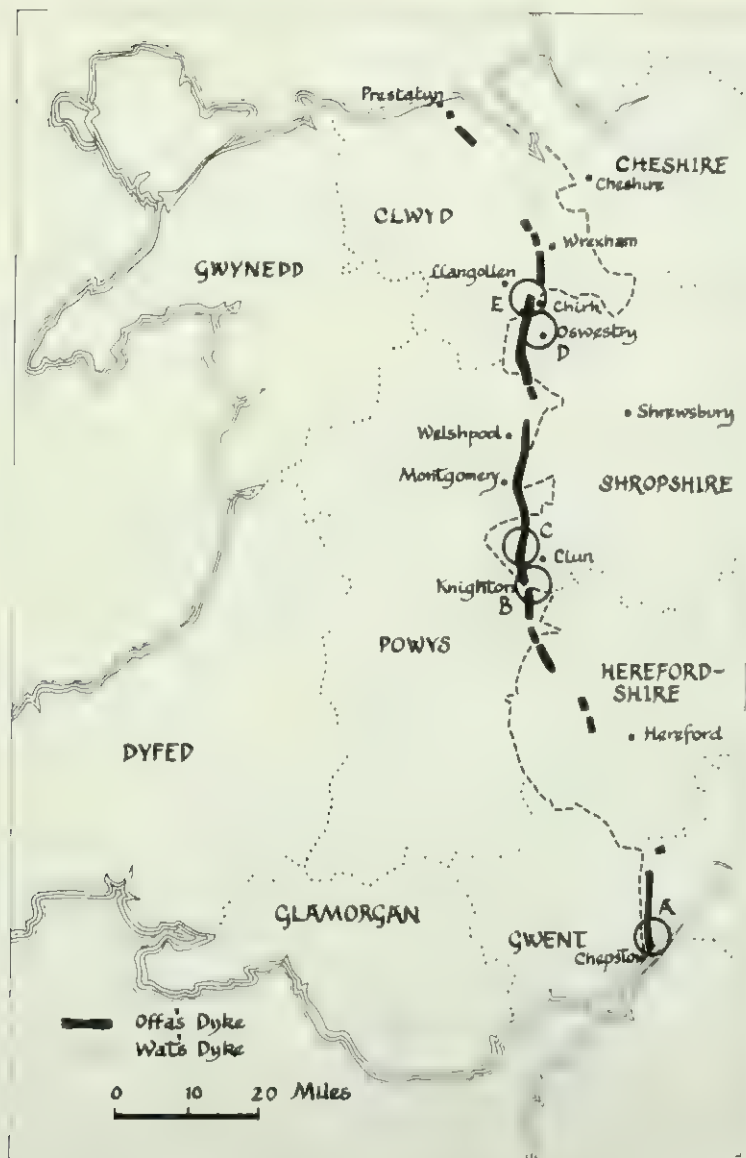 Prestatyn
CHESHIRE
Cheshire
CLWYD
Wrexham
GWYNEDD
Llangollen
E
Chirk
Oswestry
D
Shrewsbury
Welshpool
Montgomery
SHROPSHIRE
C
Clun
Knighton
B
POWYS
HEREFORD-
SHIRE
Hereford
DYFED
GLAMORGAN
A
GWENT
Chepstow
Offa's Dyke
Wat's Dyke
0 10 20 Miles